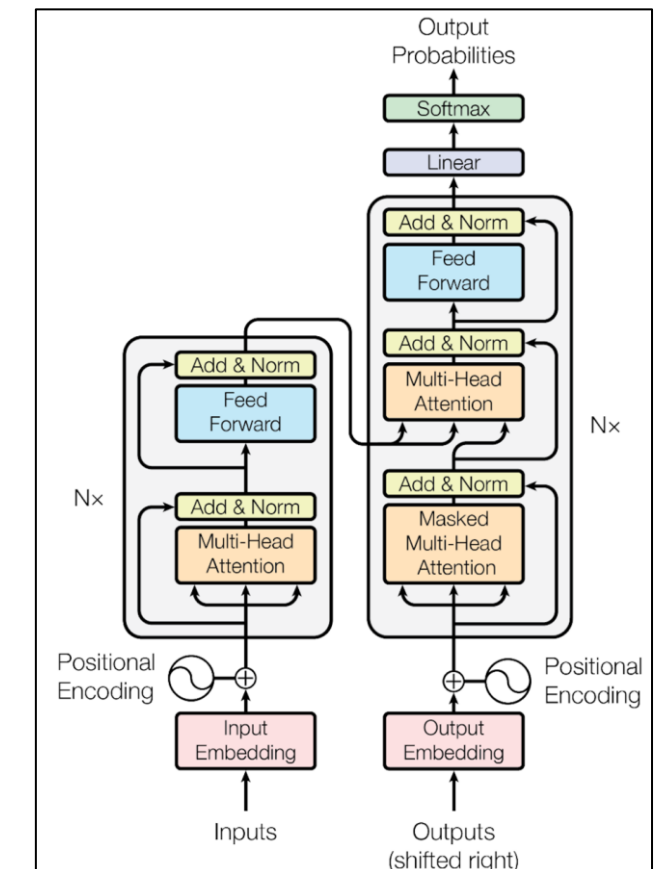 Output
Probabilities
Softmax
Linear
Add & Norm
Feed
Forward
Add & Norm
Multi-Head
Attention
Nx
Add & Norm
Masked
Multi-Head
Attention
Add & Norm
Feed
Forward
Nx
Add & Norm
Multi-Head
Attention
Positional
Encoding
Positional
Encoding
Input
Embedding
Output
Embedding
Inputs
Outputs
(shifted right)